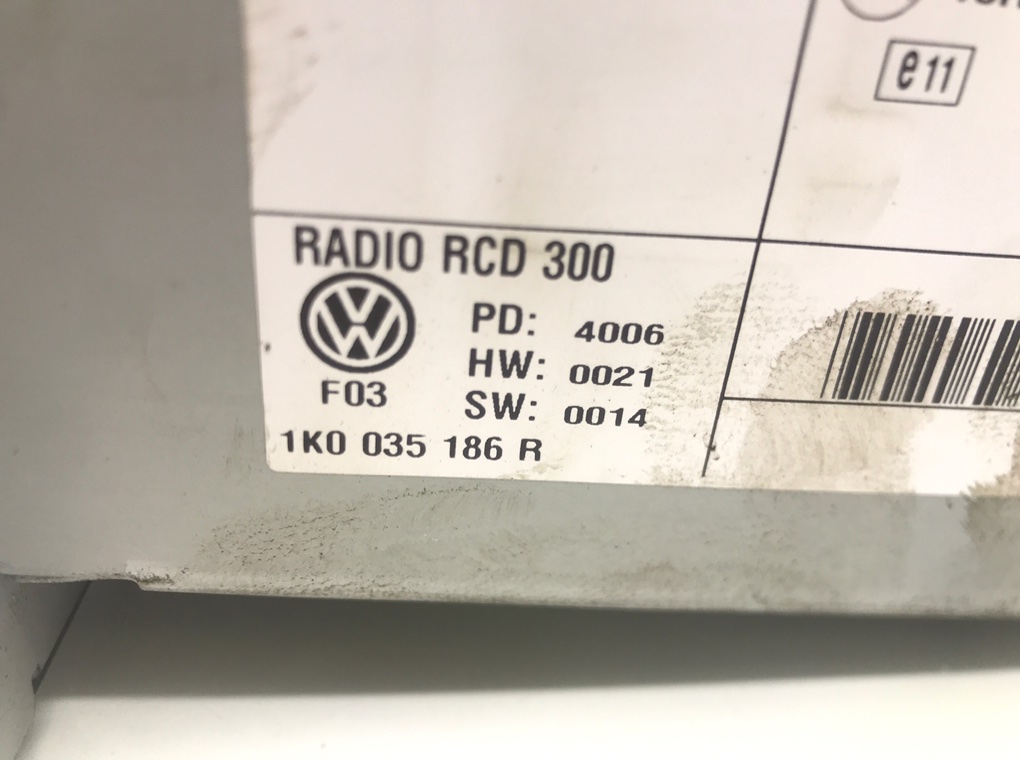 e11
RADIO RCD 300
PD: 4006
HW: 0021
F03
SW: 0014
1K0 035 186 R